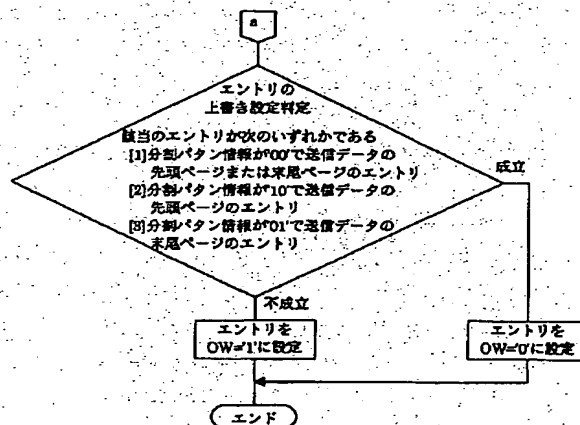 a
エントリの
上書き設定判定
該当のエントリが次のいずれかである
[1]分割パタン情報が'00'で送信データの
先頭ページまたは末尾ページのエントリ
[2]分割パタン情報が'10'で送信データの
先頭ページのエントリ
[3]分割パタン情報が'01'で送信データの
末尾ページのエントリ
成立
不成立
エントリを
OW='1'に設定
エントリを
OW='0'に設定
エンド